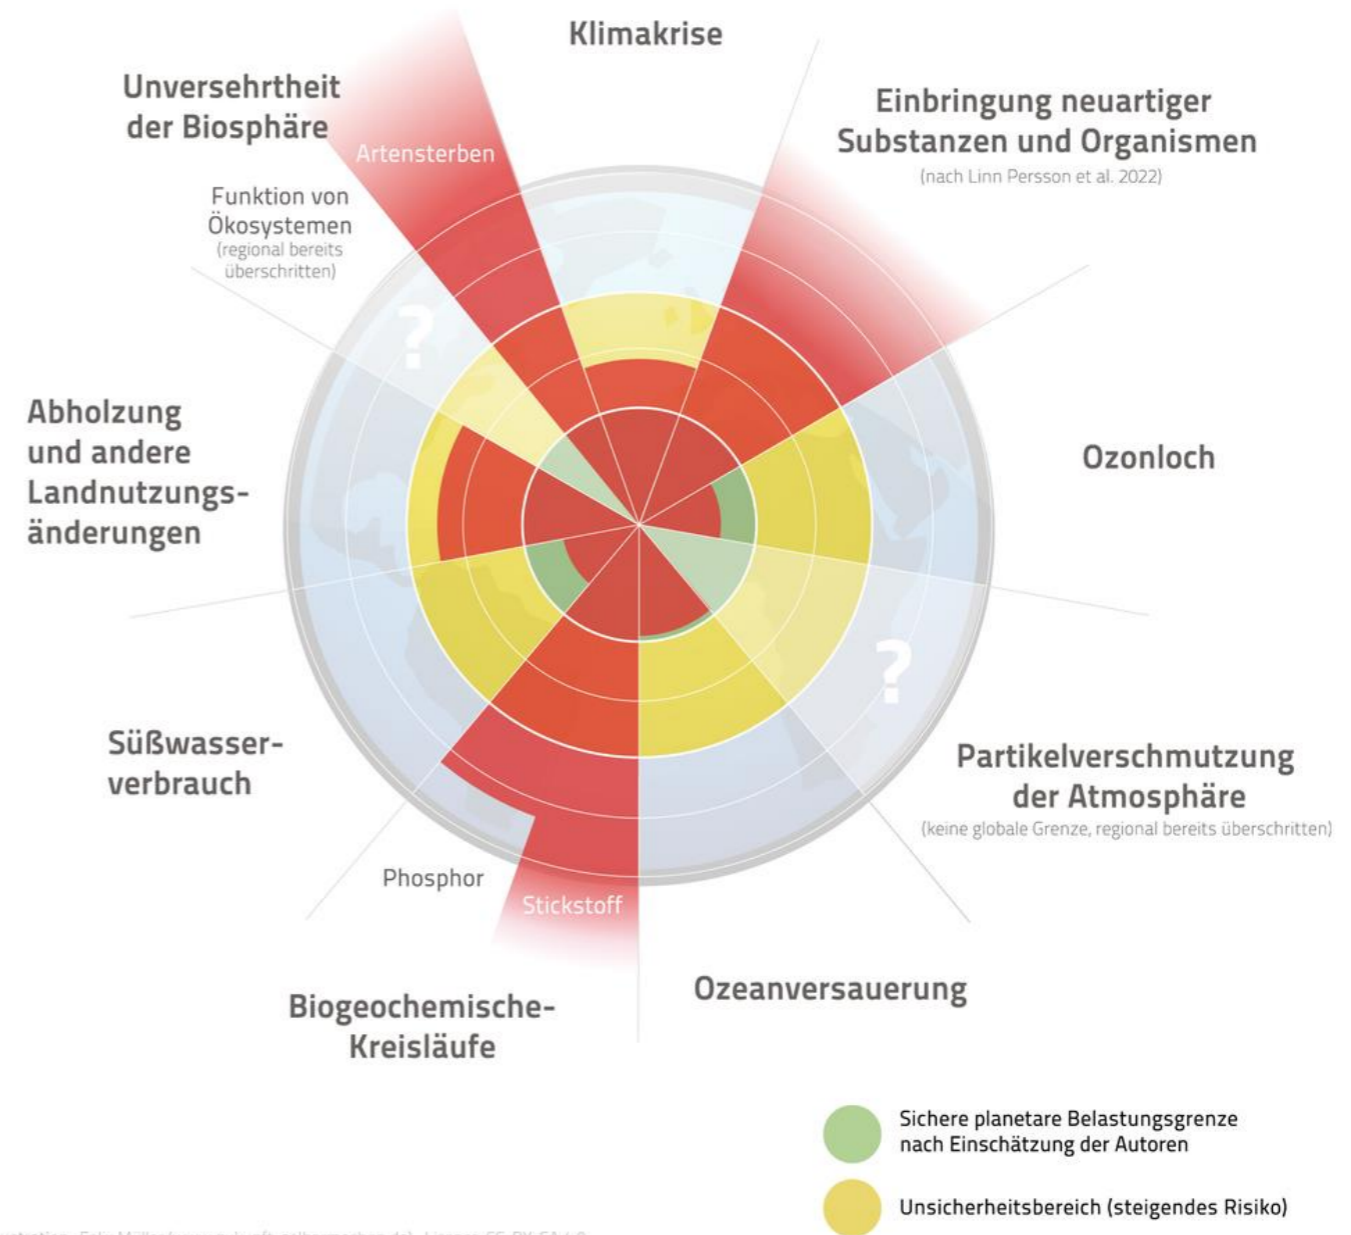 Klimakrise
Unversehrtheit
der Biosphäre
Einbringung neuartiger
Substanzen und Organismen
(nach Linn Persson et al. 2022)
Artensterben
Funktion von
Ökosystemen
(regional bereits
überschritten)
?
Abholzung
und andere
Landnutzungs-
änderungen
Ozonloch
?
Süßwasser-
verbrauch
Partikelverschmutzung
der Atmosphäre
(keine globale Grenze, regional bereits überschritten)
Phosphor
Stickstoff
Ozeanversauerung
Biogeochemische-
Kreisläufe
Sichere planetare Belastungsgrenze
nach Einschätzung der Autoren
Unsicherheitsbereich (steigendes Risiko)